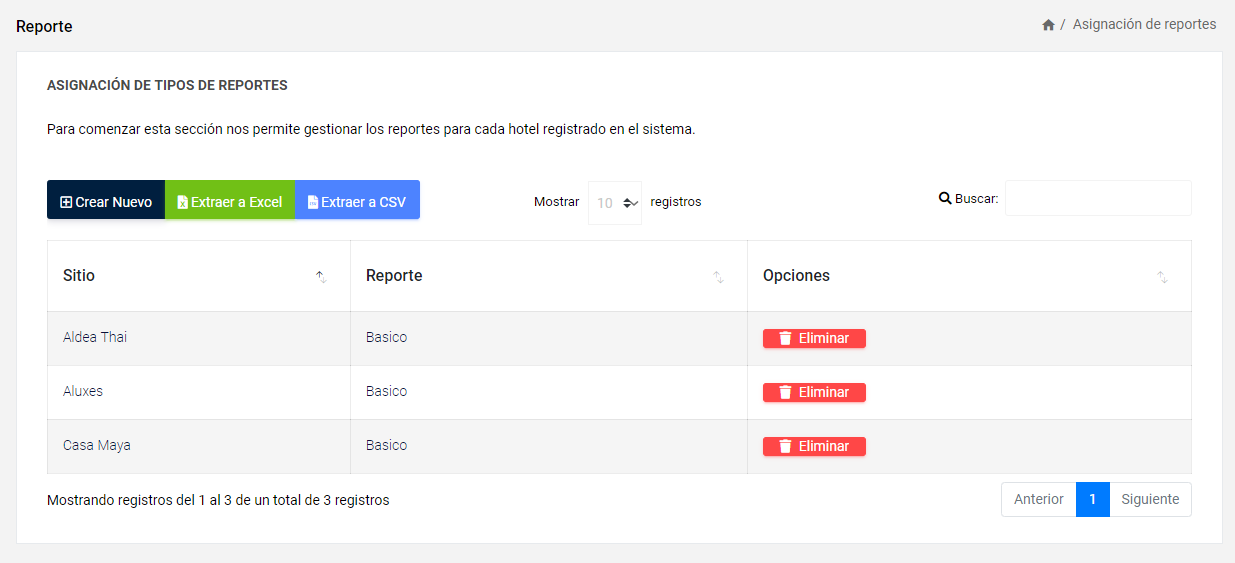 Reporte
/ Asignación de reportes
ASIGNACIÓN DE TIPOS DE REPORTES
Para comenzar esta sección nos permite gestionar los reportes para cada hotel registrado en el sistema.
Crear Nuevo Extraer a Excel Extraer a CSV Mostrar 10 registros Buscar:
Sitio Reporte Opciones
Aldea Thai Basico Eliminar
Aluxes Basico Eliminar
Casa Maya Basico Eliminar
Mostrando registros del 1 al 3 de un total de 3 registros Anterior 1 Siguiente